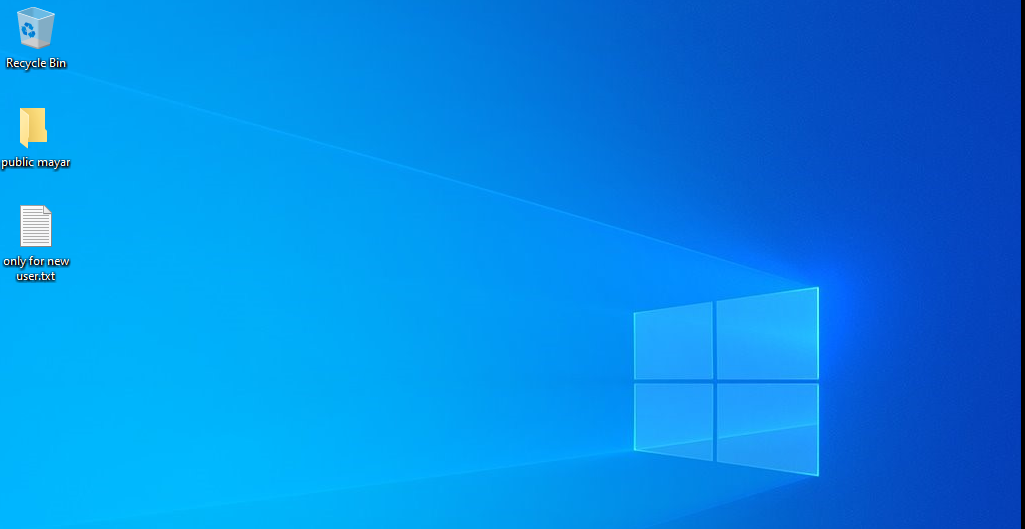 Recycle Bin
public mayar
only for new
user.txt